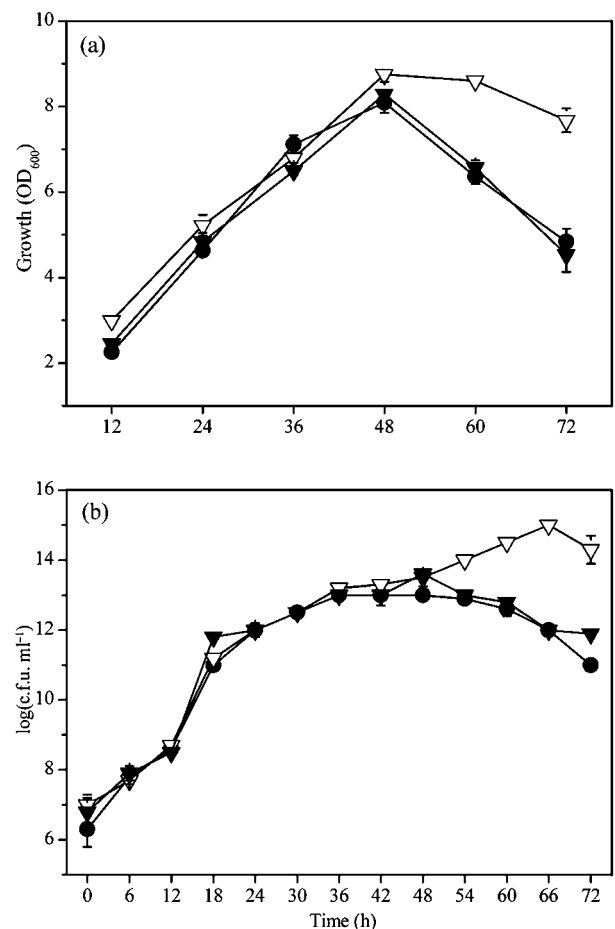 (a)
10
8
6
4
2
Growth (OD₆₀₀)
12 24 36 48 60 72
(b)
16
14
12
10
8
6
log(c.f.u. ml⁻¹)
0 6 12 18 24 30 36 42 48 54 60 66 72
Time (h)